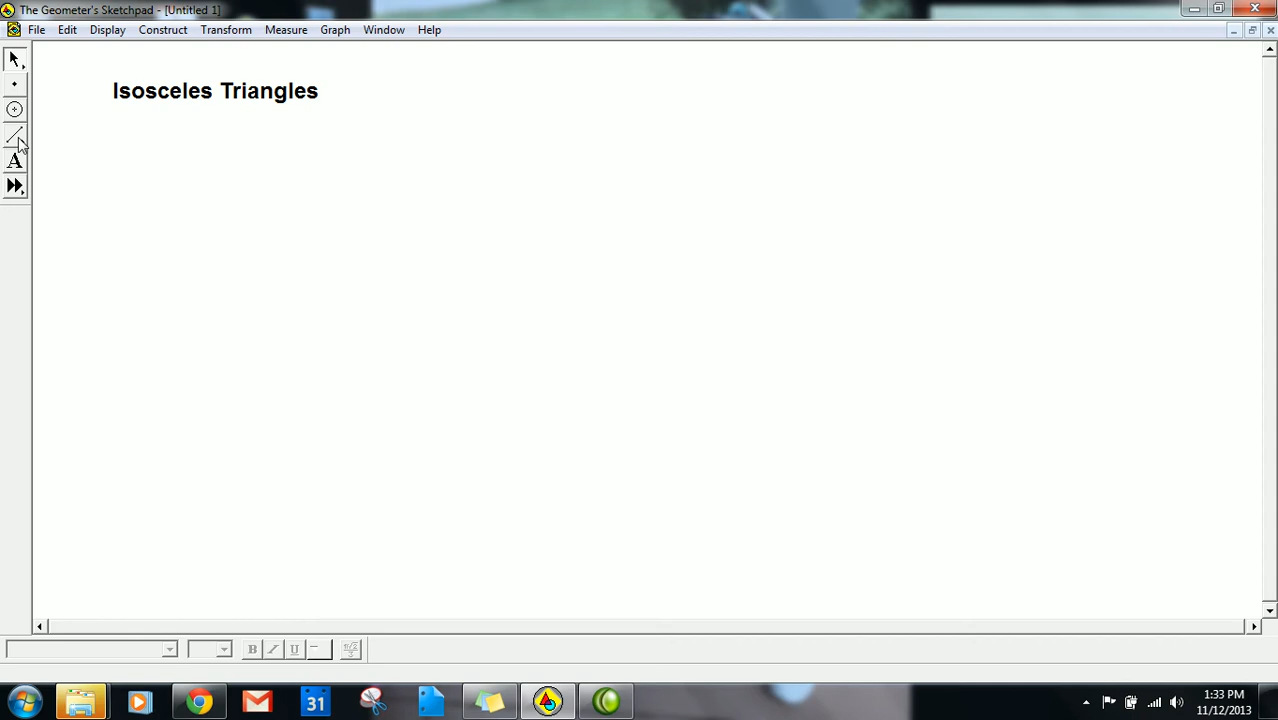 The Geometer's Sketchpad - [Untitled 1]
File Edit Display Construct Transform Measure Graph Window Help
Isosceles Triangles
A
B I U
31
1:33 PM
11/12/2013